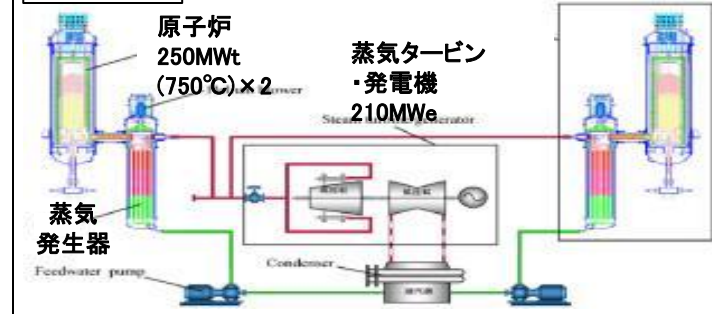 原子炉
250MWt
(750℃)×2
蒸気タービン
・発電機
210MWe
Steam turbine generator
蒸気
発生器
Feedwater pump
Condenser